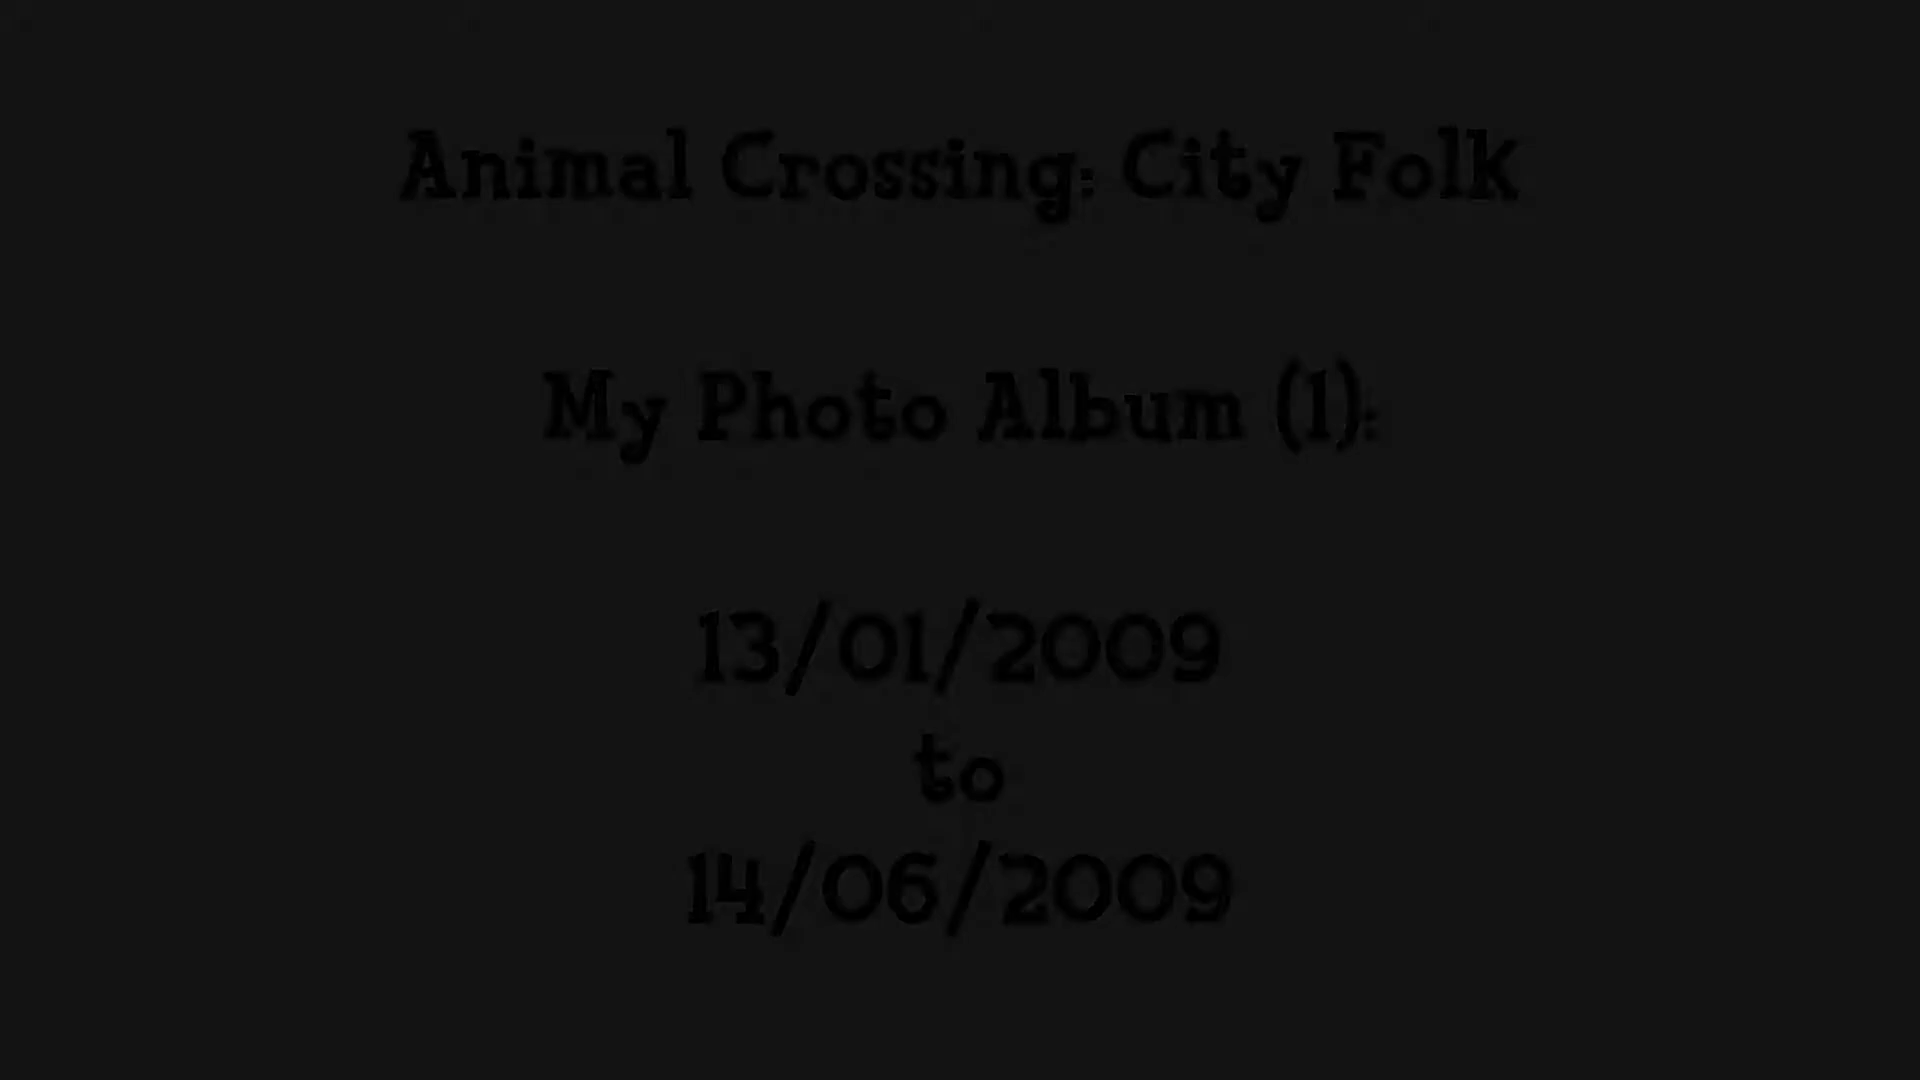 Animal Crossing: City Folk
My Photo Album (1):
13/01/2009
to
14/06/2009